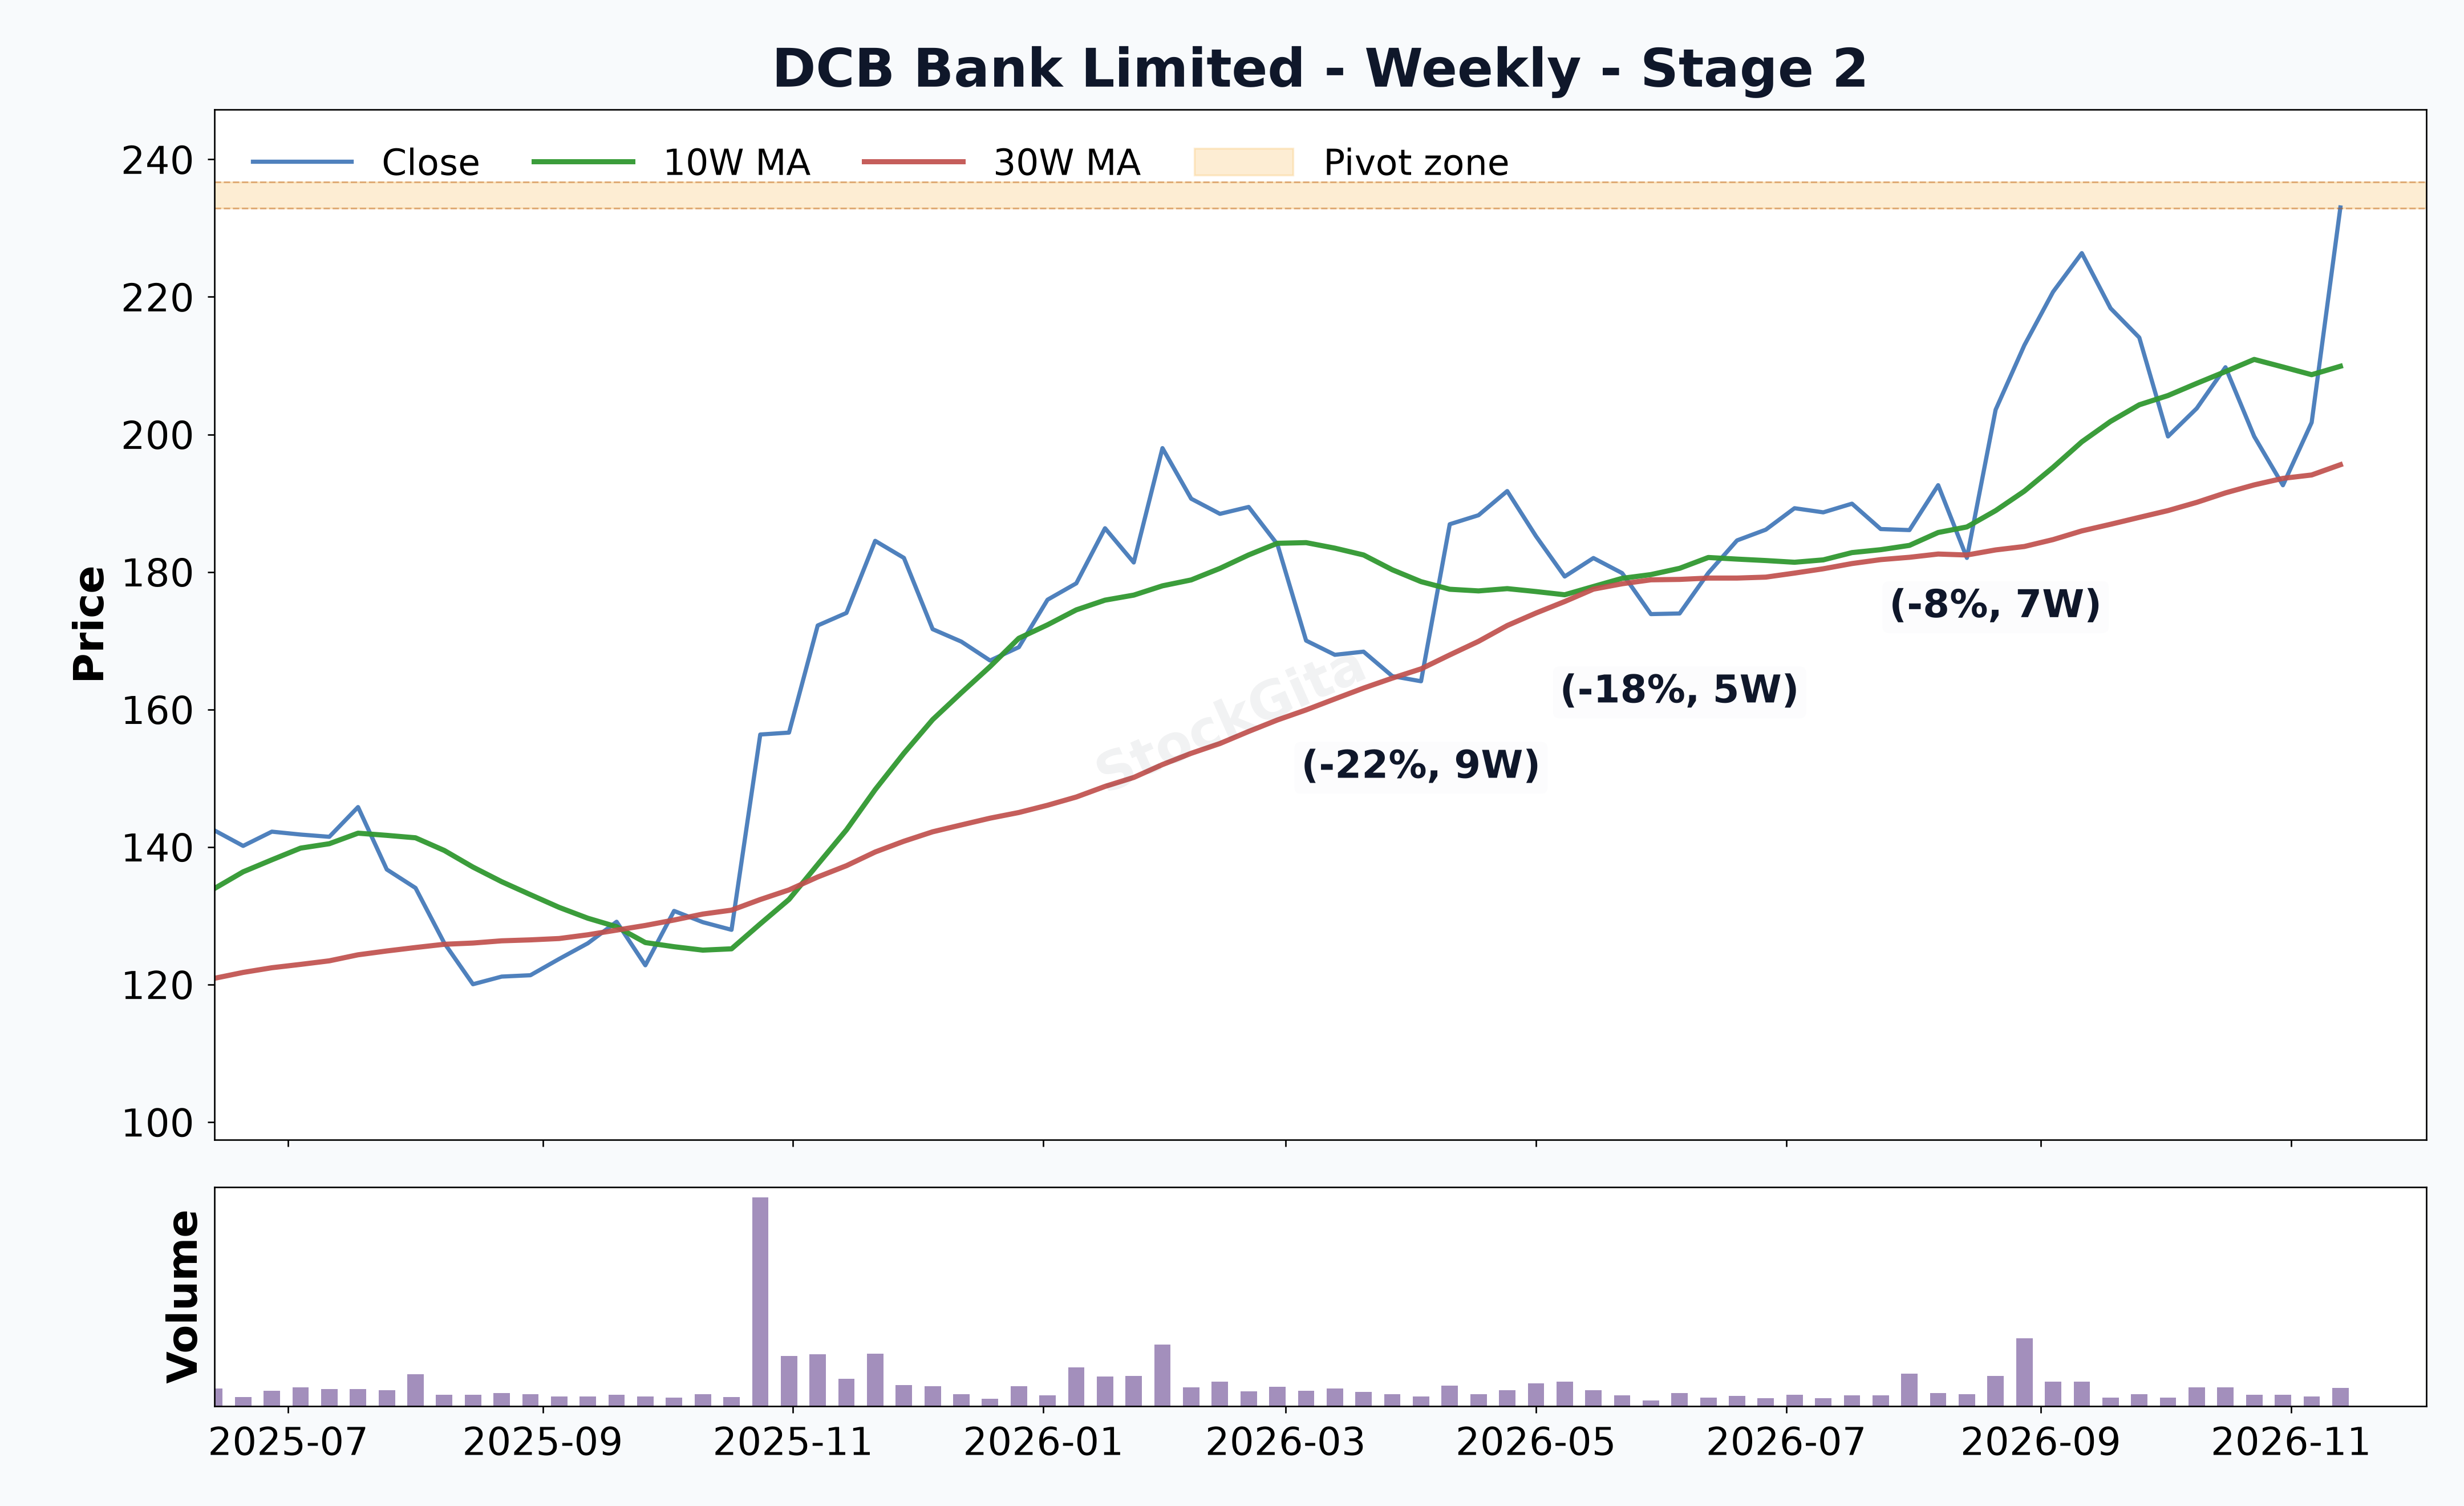 DCB Bank Limited - Weekly - Stage 2
Close 10W MA 30W MA Pivot zone
240
220
200
180
160
140
120
100
Price
(-8%, 7W)
(-18%, 5W)
(-22%, 9W)
StockGita
Volume
2025-07 2025-09 2025-11 2026-01 2026-03 2026-05 2026-07 2026-09 2026-11